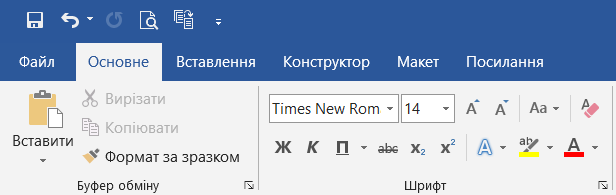 Файл Основне Вставлення Конструктор Макет Посилання
Вставити
Вирізати
Копіювати
Формат за зразком
Буфер обміну
Times New Rom 14 A A Aa A
Ж К П abc x₂ x² A ab A
Шрифт